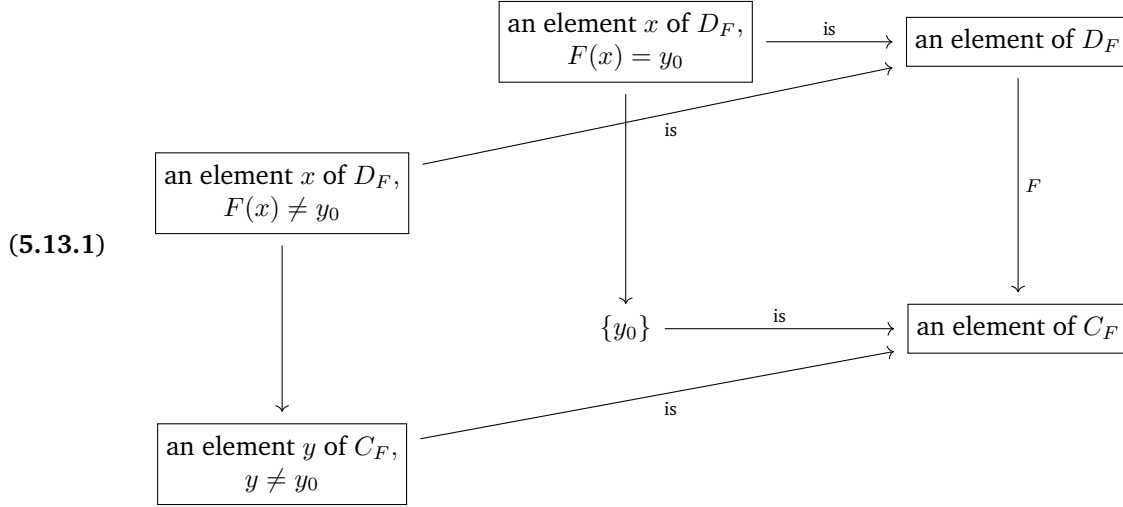 an element x of D_F,
F(x) = y_0
is
an element of D_F
is
an element x of D_F,
F(x) ≠ y_0
F
(5.13.1)
{y_0}
is
an element of C_F
is
an element y of C_F,
y ≠ y_0